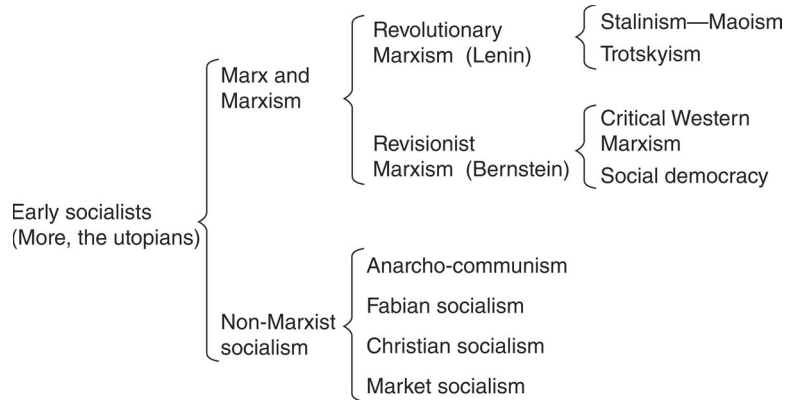 Early socialists
(More, the utopians)
Marx and
Marxism
Revolutionary
Marxism (Lenin)
Stalinism—Maoism
Trotskyism
Revisionist
Marxism (Bernstein)
Critical Western
Marxism
Social democracy
Non-Marxist
socialism
Anarcho-communism
Fabian socialism
Christian socialism
Market socialism